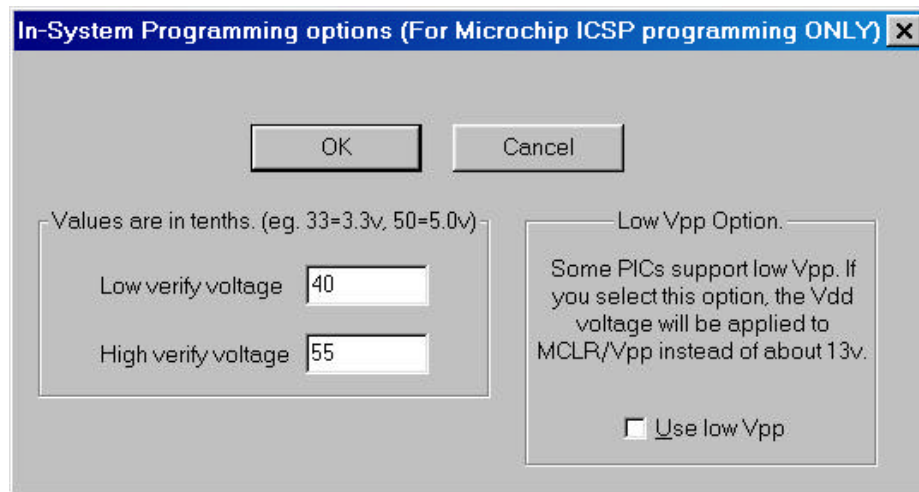 In-System Programming options (For Microchip ICSP programming ONLY)
OK
Cancel
Values are in tenths. (eg. 33=3.3v, 50=5.0v)
Low verify voltage
40
High verify voltage
55
Low Vpp Option.
Some PICs support low Vpp. If
you select this option, the Vdd
voltage will be applied to
MCLR/Vpp instead of about 13v.
Use low Vpp